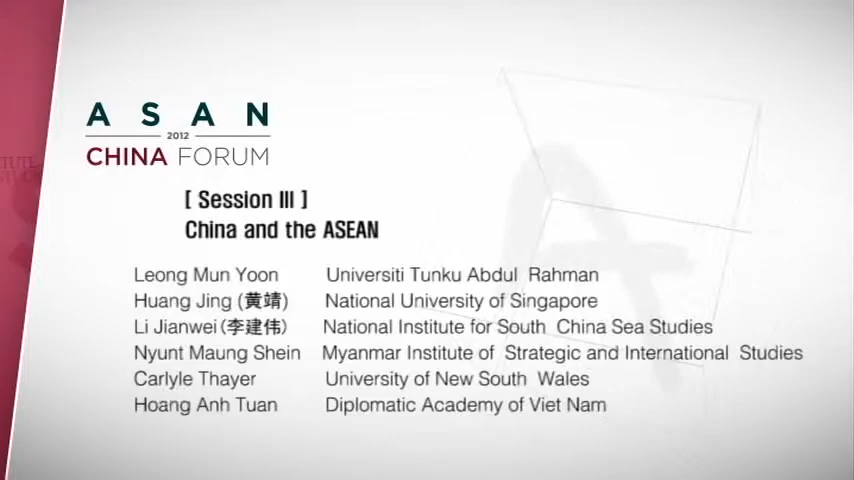 ASAN
2012
CHINA FORUM
[ Session III ]
China and the ASEAN
Leong Mun Yoon Universiti Tunku Abdul Rahman
Huang Jing (黄靖) National University of Singapore
Li Jianwei (李建伟) National Institute for South China Sea Studies
Nyunt Maung Shein Myanmar Institute of Strategic and International Studies
Carlyle Thayer University of New South Wales
Hoang Anh Tuan Diplomatic Academy of Viet Nam